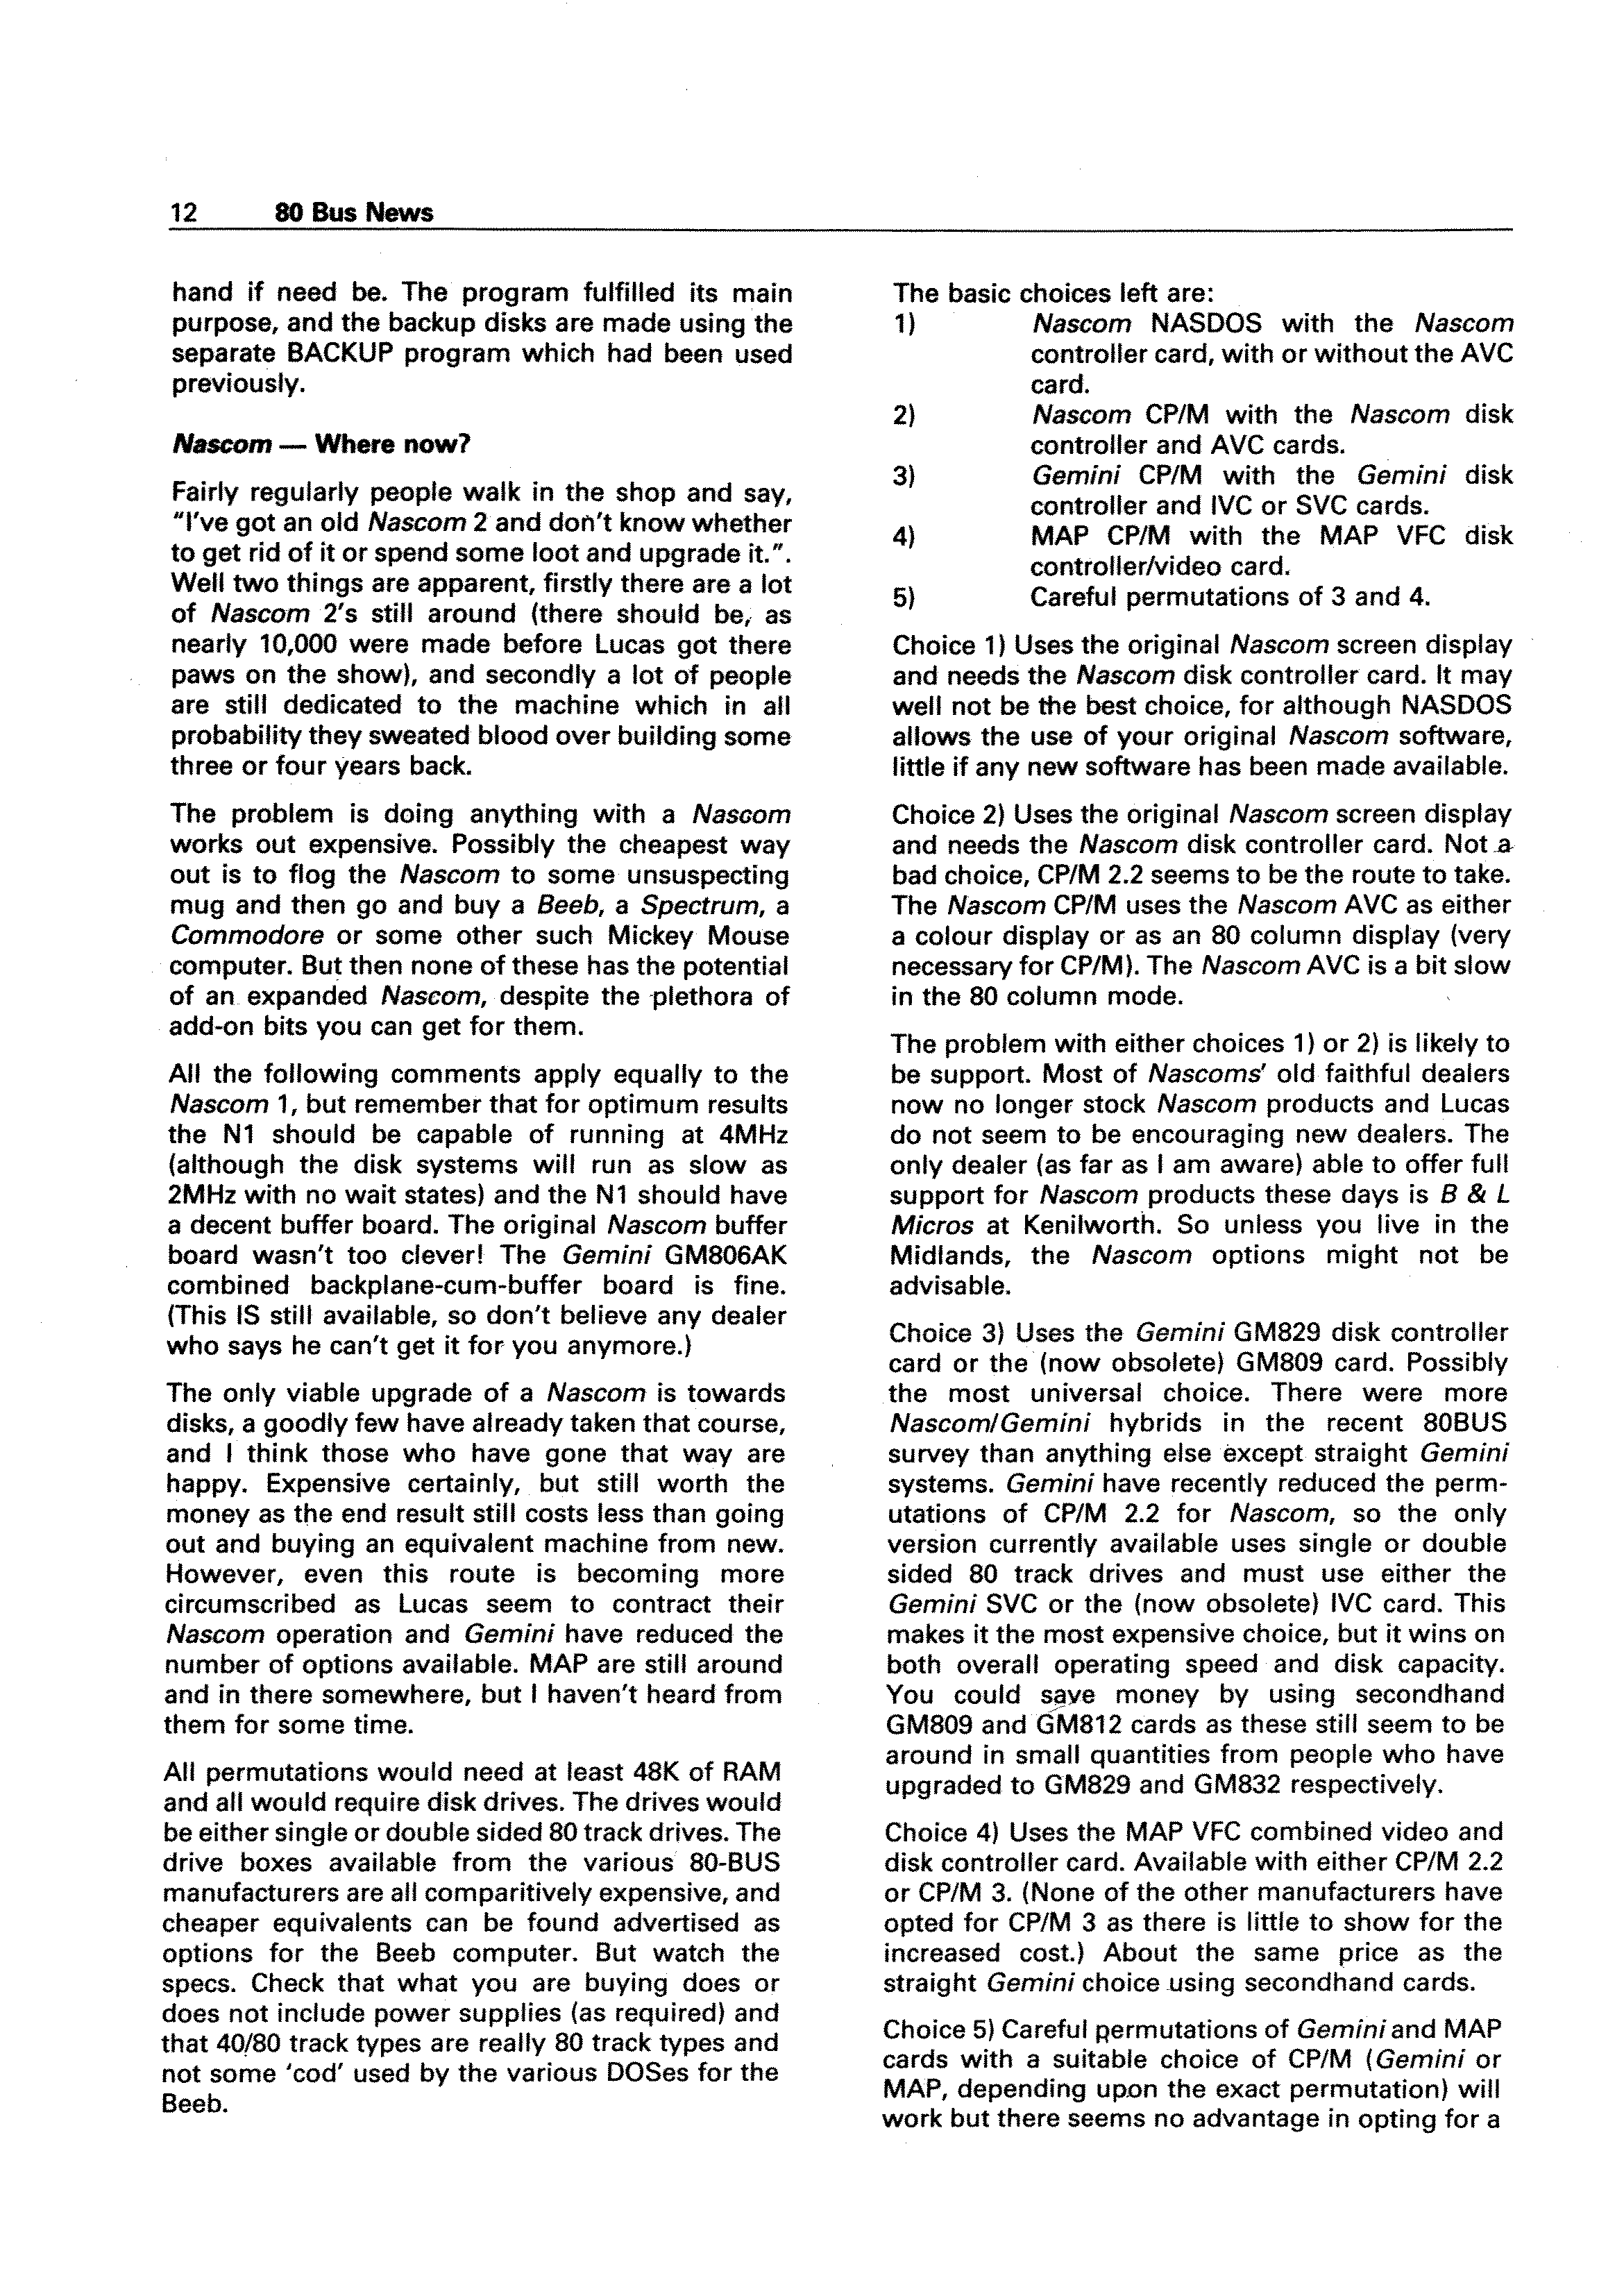 12 80 Bus News
hand if need be. The program fulfilled its main
purpose, and the backup disks are made using the
separate BACKUP program which had been used
previously.
Nascom — Where now?
Fairly regularly people walk in the shop and say,
"I've got an old Nascom 2 and don't know whether
to get rid of it or spend some loot and upgrade it.".
Well two things are apparent, firstly there are a lot
of Nascom 2's still around (there should be, as
nearly 10,000 were made before Lucas got there
paws on the show), and secondly a lot of people
are still dedicated to the machine which in all
probability they sweated blood over building some
three or four years back.
The problem is doing anything with a Nascom
works out expensive. Possibly the cheapest way
out is to flog the Nascom to some unsuspecting
mug and then go and buy a Beeb, a Spectrum, a
Commodore or some other such Mickey Mouse
computer. But then none of these has the potential
of an expanded Nascom, despite the plethora of
add-on bits you can get for them.
All the following comments apply equally to the
Nascom 1, but remember that for optimum results
the N1 should be capable of running at 4MHz
(although the disk systems will run as slow as
2MHz with no wait states) and the N1 should have
a decent buffer board. The original Nascom buffer
board wasn't too clever! The Gemini GM806AK
combined backplane-cum-buffer board is fine.
(This IS still available, so don't believe any dealer
who says he can't get it for you anymore.)
The only viable upgrade of a Nascom is towards
disks, a goodly few have already taken that course,
and I think those who have gone that way are
happy. Expensive certainly, but still worth the
money as the end result still costs less than going
out and buying an equivalent machine from new.
However, even this route is becoming more
circumscribed as Lucas seem to contract their
Nascom operation and Gemini have reduced the
number of options available. MAP are still around
and in there somewhere, but I haven't heard from
them for some time.
All permutations would need at least 48K of RAM
and all would require disk drives. The drives would
be either single or double sided 80 track drives. The
drive boxes available from the various 80-BUS
manufacturers are all comparitively expensive, and
cheaper equivalents can be found advertised as
options for the Beeb computer. But watch the
specs. Check that what you are buying does or
does not include power supplies (as required) and
that 40/80 track types are really 80 track types and
not some 'cod' used by the various DOSes for the
Beeb.
The basic choices left are:
1) Nascom NASDOS with the Nascom
controller card, with or without the AVC
card.
2) Nascom CP/M with the Nascom disk
controller and AVC cards.
3) Gemini CP/M with the Gemini disk
controller and IVC or SVC cards.
4) MAP CP/M with the MAP VFC disk
controller/video card.
5) Careful permutations of 3 and 4.
Choice 1) Uses the original Nascom screen display
and needs the Nascom disk controller card. It may
well not be the best choice, for although NASDOS
allows the use of your original Nascom software,
little if any new software has been made available.
Choice 2) Uses the original Nascom screen display
and needs the Nascom disk controller card. Not a
bad choice, CP/M 2.2 seems to be the route to take.
The Nascom CP/M uses the Nascom AVC as either
a colour display or as an 80 column display (very
necessary for CP/M). The Nascom AVC is a bit slow
in the 80 column mode.
The problem with either choices 1) or 2) is likely to
be support. Most of Nascoms' old faithful dealers
now no longer stock Nascom products and Lucas
do not seem to be encouraging new dealers. The
only dealer (as far as I am aware) able to offer full
support for Nascom products these days is B & L
Micros at Kenilworth. So unless you live in the
Midlands, the Nascom options might not be
advisable.
Choice 3) Uses the Gemini GM829 disk controller
card or the (now obsolete) GM809 card. Possibly
the most universal choice. There were more
Nascom/Gemini hybrids in the recent 80BUS
survey than anything else except straight Gemini
systems. Gemini have recently reduced the perm-
utations of CP/M 2.2 for Nascom, so the only
version currently available uses single or double
sided 80 track drives and must use either the
Gemini SVC or the (now obsolete) IVC card. This
makes it the most expensive choice, but it wins on
both overall operating speed and disk capacity.
You could save money by using secondhand
GM809 and GM812 cards as these still seem to be
around in small quantities from people who have
upgraded to GM829 and GM832 respectively.
Choice 4) Uses the MAP VFC combined video and
disk controller card. Available with either CP/M 2.2
or CP/M 3. (None of the other manufacturers have
opted for CP/M 3 as there is little to show for the
increased cost.) About the same price as the
straight Gemini choice using secondhand cards.
Choice 5) Careful permutations of Gemini and MAP
cards with a suitable choice of CP/M (Gemini or
MAP, depending upon the exact permutation) will
work but there seems no advantage in opting for a